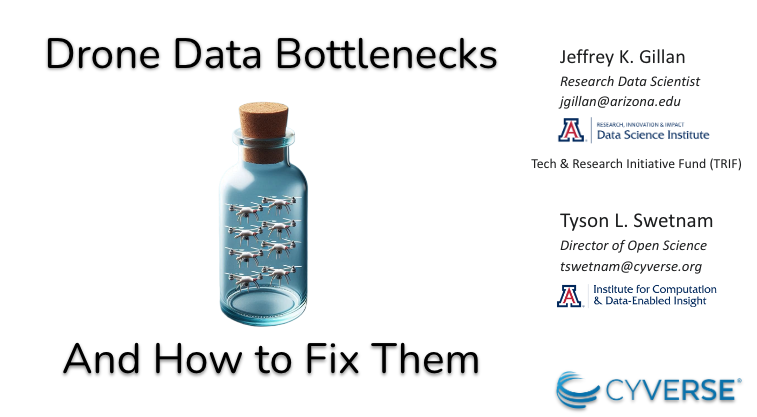 Drone Data Bottlenecks
And How to Fix Them
Jeffrey K. Gillan
Research Data Scientist
jgillan@arizona.edu
A
RESEARCH, INNOVATION & IMPACT
Data Science Institute
Tech & Research Initiative Fund (TRIF)
Tyson L. Swetnam
Director of Open Science
tswetnam@cyverse.org
A
Institute for Computation
& Data-Enabled Insight
CYVERSE®